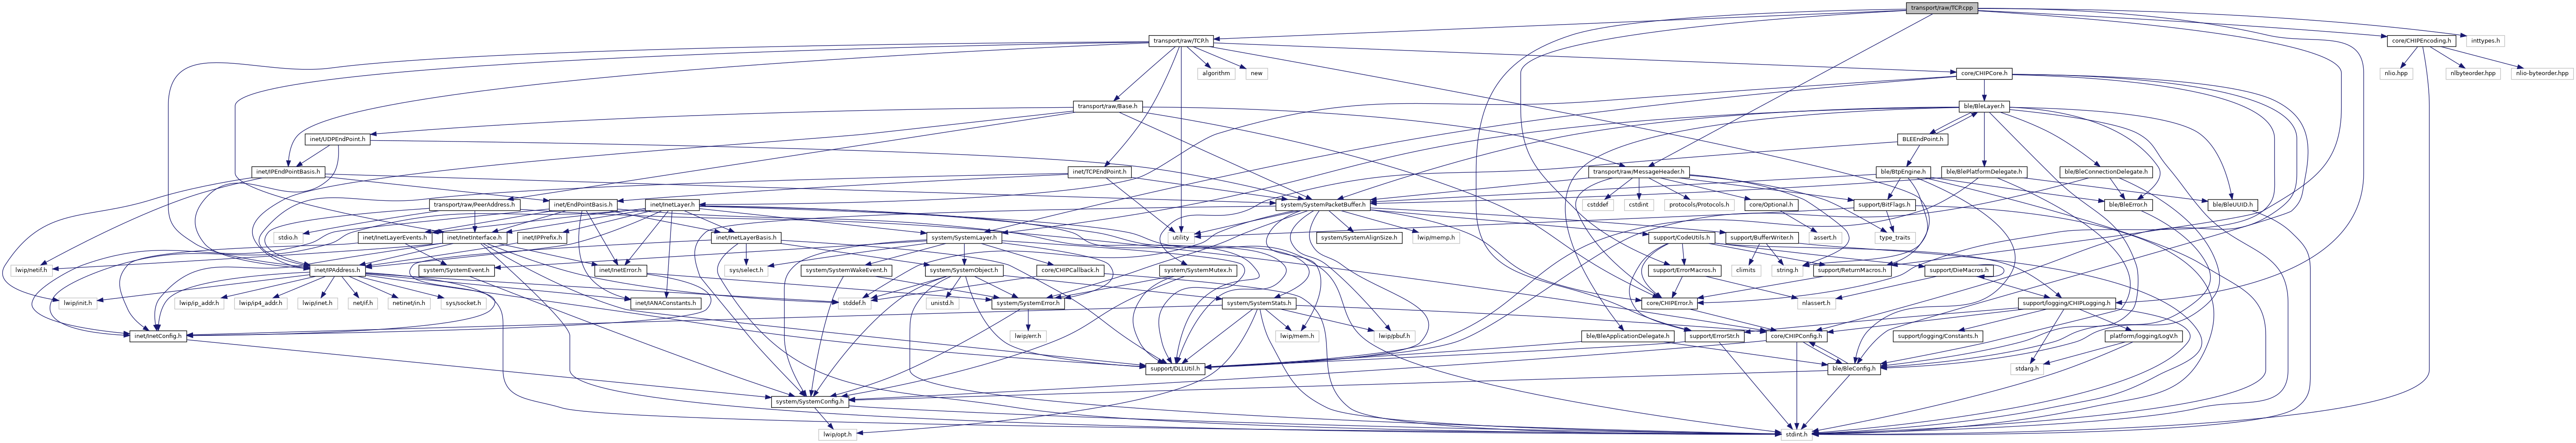 transport/raw/TCP.cpp
transport/raw/TCP.h
core/CHIPEncoding.h
inttypes.h
algorithm
new
core/CHIPCore.h
nlio.hpp
nlbyteorder.hpp
nlio-byteorder.hpp
transport/raw/Base.h
ble/BleLayer.h
inet/UDPEndPoint.h
BLEEndPoint.h
inet/IPEndPointBasis.h
inet/TCPEndPoint.h
transport/raw/MessageHeader.h
ble/BtpEngine.h
ble/BlePlatformDelegate.h
ble/BleConnectionDelegate.h
transport/raw/PeerAddress.h
inet/EndPointBasis.h
inet/InetLayer.h
system/SystemPacketBuffer.h
cstddef
cstdint
protocols/Protocols.h
core/Optional.h
support/BitFlags.h
ble/BleError.h
ble/BleUUID.h
stdio.h
inet/InetLayerEvents.h
inet/InetInterface.h
inet/IPPrefix.h
inet/InetLayerBasis.h
system/SystemLayer.h
utility
system/SystemAlignSize.h
lwip/memp.h
support/CodeUtils.h
support/BufferWriter.h
assert.h
type_traits
lwip/netif.h
inet/IPAddress.h
system/SystemEvent.h
inet/InetError.h
sys/select.h
system/SystemWakeEvent.h
system/SystemObject.h
core/CHIPCallback.h
system/SystemMutex.h
support/ErrorMacros.h
climits
string.h
support/ReturnMacros.h
support/DieMacros.h
lwip/init.h
lwip/ip_addr.h
lwip/ip4_addr.h
lwip/inet.h
net/if.h
netinet/in.h
sys/socket.h
inet/IANAConstants.h
stddef.h
unistd.h
system/SystemError.h
system/SystemStats.h
core/CHIPError.h
nlassert.h
support/logging/CHIPLogging.h
inet/InetConfig.h
lwip/err.h
lwip/mem.h
lwip/pbuf.h
ble/BleApplicationDelegate.h
support/ErrorStr.h
core/CHIPConfig.h
support/logging/Constants.h
platform/logging/LogV.h
support/DLLUtil.h
ble/BleConfig.h
stdarg.h
system/SystemConfig.h
lwip/opt.h
stdint.h